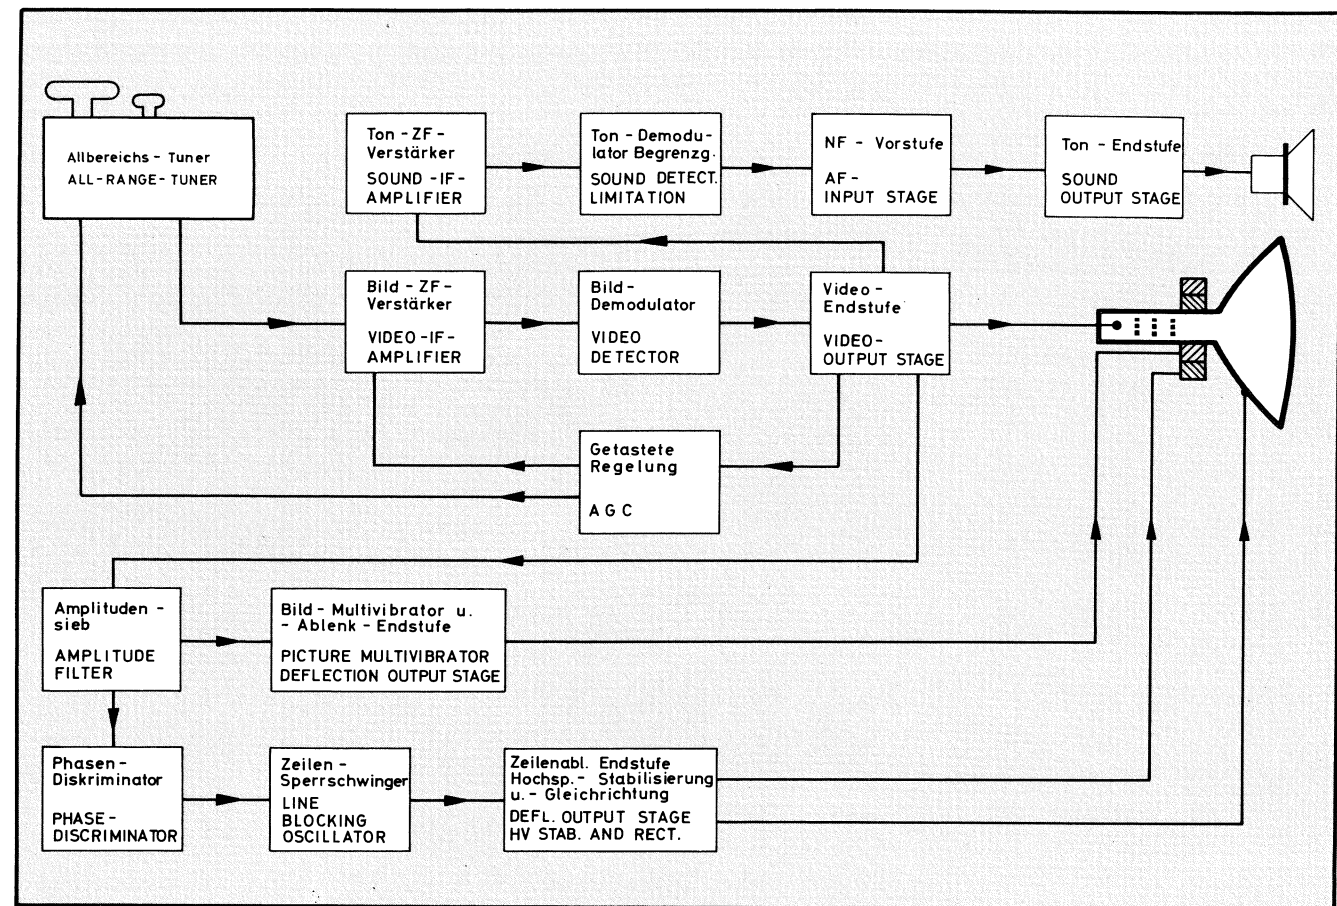 Allbereichs - Tuner
ALL-RANGE-TUNER
Ton - ZF -
Verstärker
SOUND - IF-
AMPLIFIER
Ton - Demodu-
lator Begrenzg.
SOUND DETECT.
LIMITATION
NF - Vorstufe
AF-
INPUT STAGE
Ton - Endstufe
SOUND
OUTPUT STAGE
Bild - ZF-
Verstärker
VIDEO-IF-
AMPLIFIER
Bild-
Demodulator
VIDEO
DETECTOR
Video -
Endstufe
VIDEO-
OUTPUT STAGE
Getastete
Regelung
A G C
Amplituden -
sieb
AMPLITUDE
FILTER
Bild - Multivibrator u.
- Ablenk - Endstufe
PICTURE MULTIVIBRATOR
DEFLECTION OUTPUT STAGE
Phasen-
Diskriminator
PHASE-
DISCRIMINATOR
Zeilen-
Sperrschwinger
LINE
BLOCKING
OSCILLATOR
Zeilenabl. Endstufe
Hochsp.- Stabilisierung
u.- Gleichrichtung
DEFL. OUTPUT STAGE
HV STAB. AND RECT.